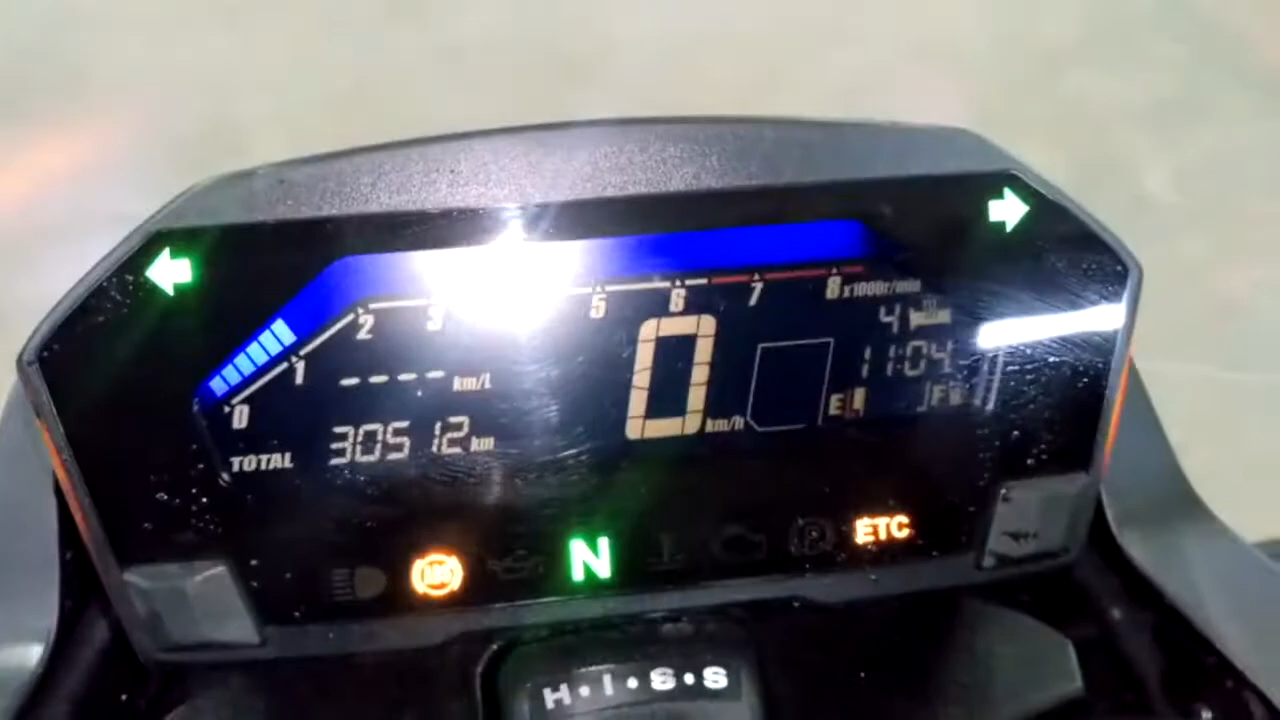 0 1 2 3 5 6 7 8 x1000r/min
4
---- km/L
11:04
0 km/h
E
TOTAL 30512 km
ABS
N
P
ETC
H·I·S·S